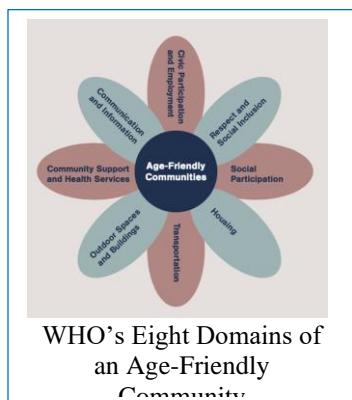 Civic Participation
and Employment
Respect and
Social Inclusion
Social
Participation
Housing
Transportation
Outdoor Spaces
and Buildings
Community Support
and Health Services
Communication
and Information
Age-Friendly
Communities
WHO's Eight Domains of
an Age-Friendly
Community